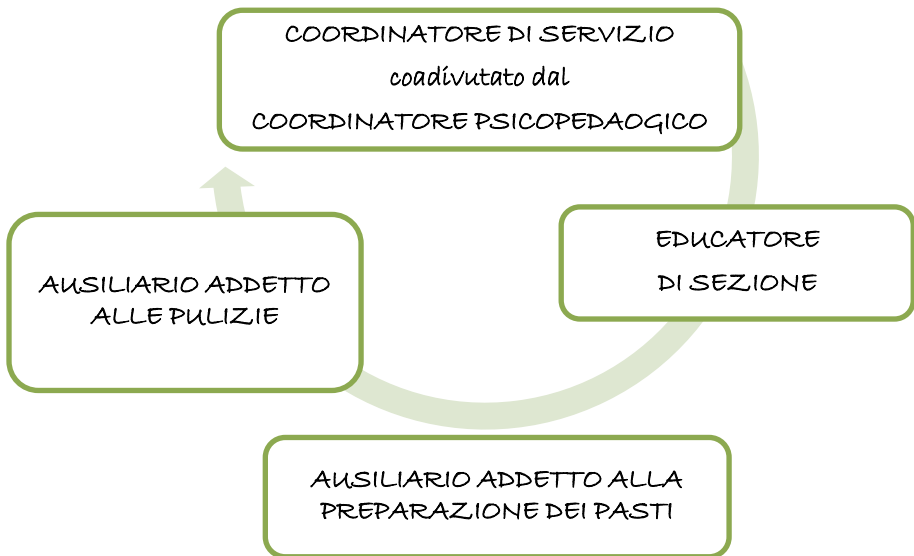 COORDINATORE DI SERVIZIO
coadivutato dal
COORDINATORE PSICOPEDAOGICO
EDUCATORE
DI SEZIONE
AUSILIARIO ADDETTO
ALLE PULIZIE
AUSILIARIO ADDETTO ALLA
PREPARAZIONE DEI PASTI